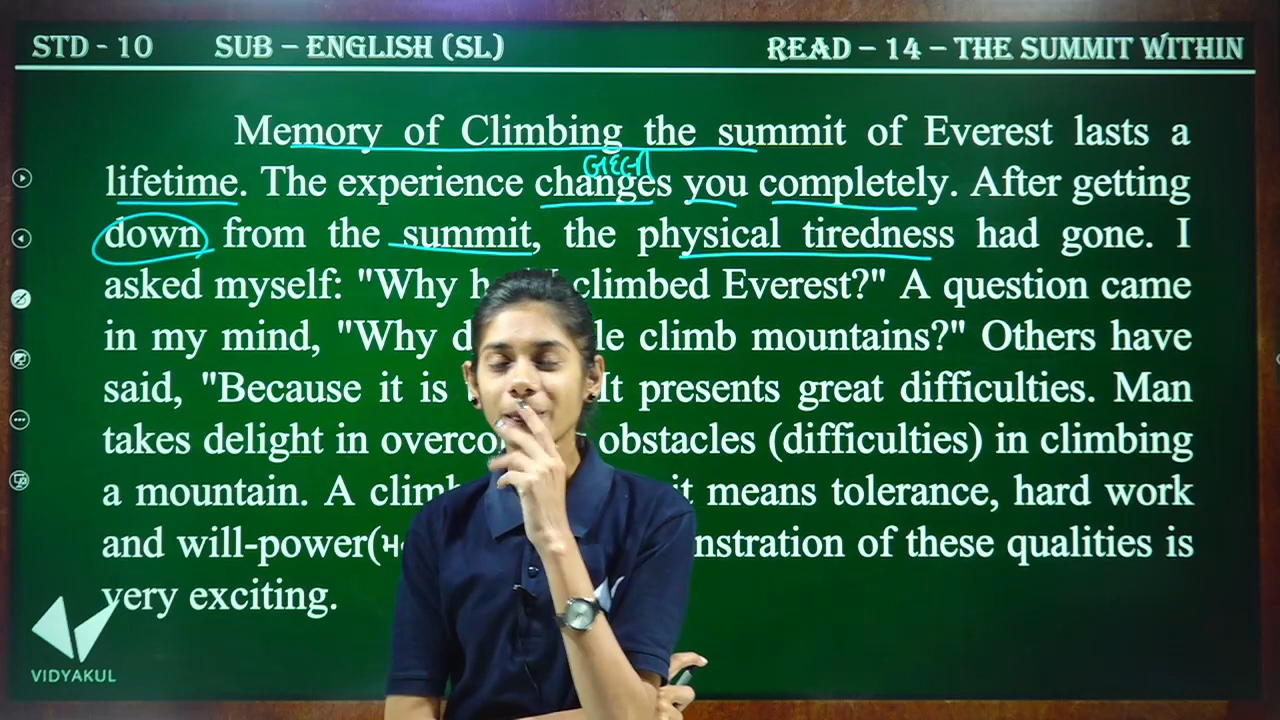 STD - 10 SUB – ENGLISH (SL) READ – 14 – THE SUMMIT WITHIN
Memory of Climbing the summit of Everest lasts a
બદલી
lifetime. The experience changes you completely. After getting
down from the summit, the physical tiredness had gone. I
asked myself: "Why climbed Everest?" A question came
in my mind, "Why climb mountains?" Others have
said, "Because it is It presents great difficulties. Man
takes delight in obstacles (difficulties) in climbing
a mountain. A it means tolerance, hard work
and will-power( of these qualities is
very exciting.
VIDYAKUL